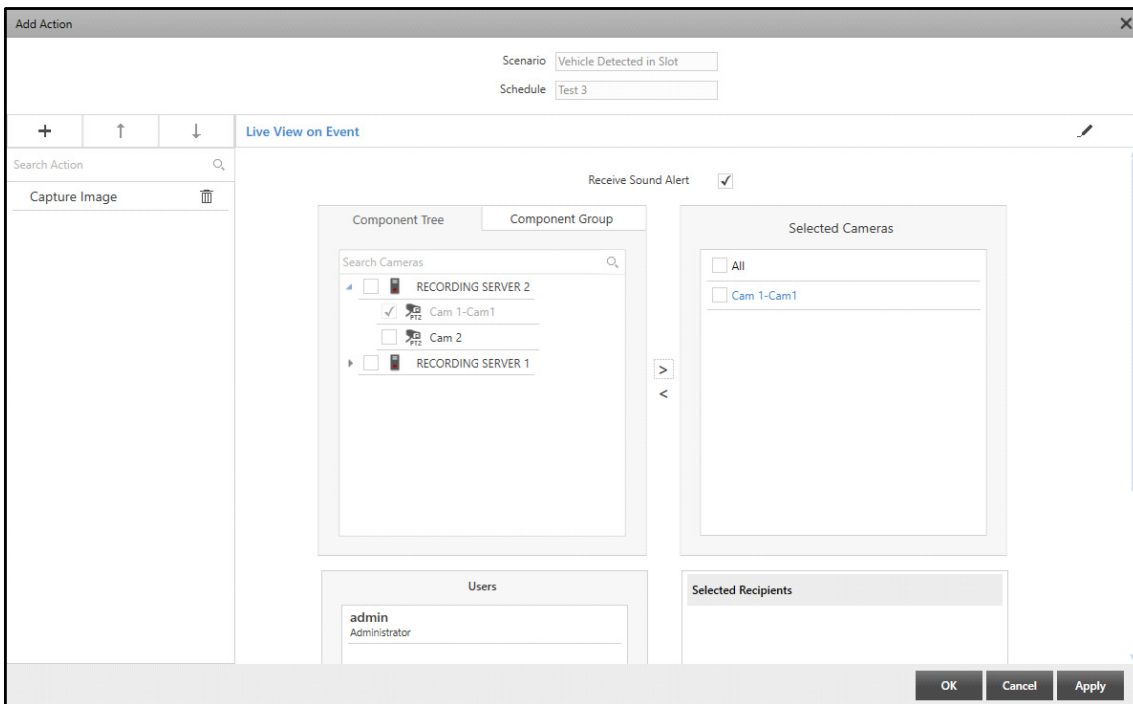 Add Action
Scenario Vehicle Detected in Slot
Schedule Test 3
Live View on Event
Search Action
Capture Image
Receive Sound Alert
Component Tree Component Group
Search Cameras
RECORDING SERVER 2
Cam 1-Cam1
Cam 2
RECORDING SERVER 1
Selected Cameras
All
Cam 1-Cam1
> 
<
Users
admin
Administrator
Selected Recipients
OK Cancel Apply